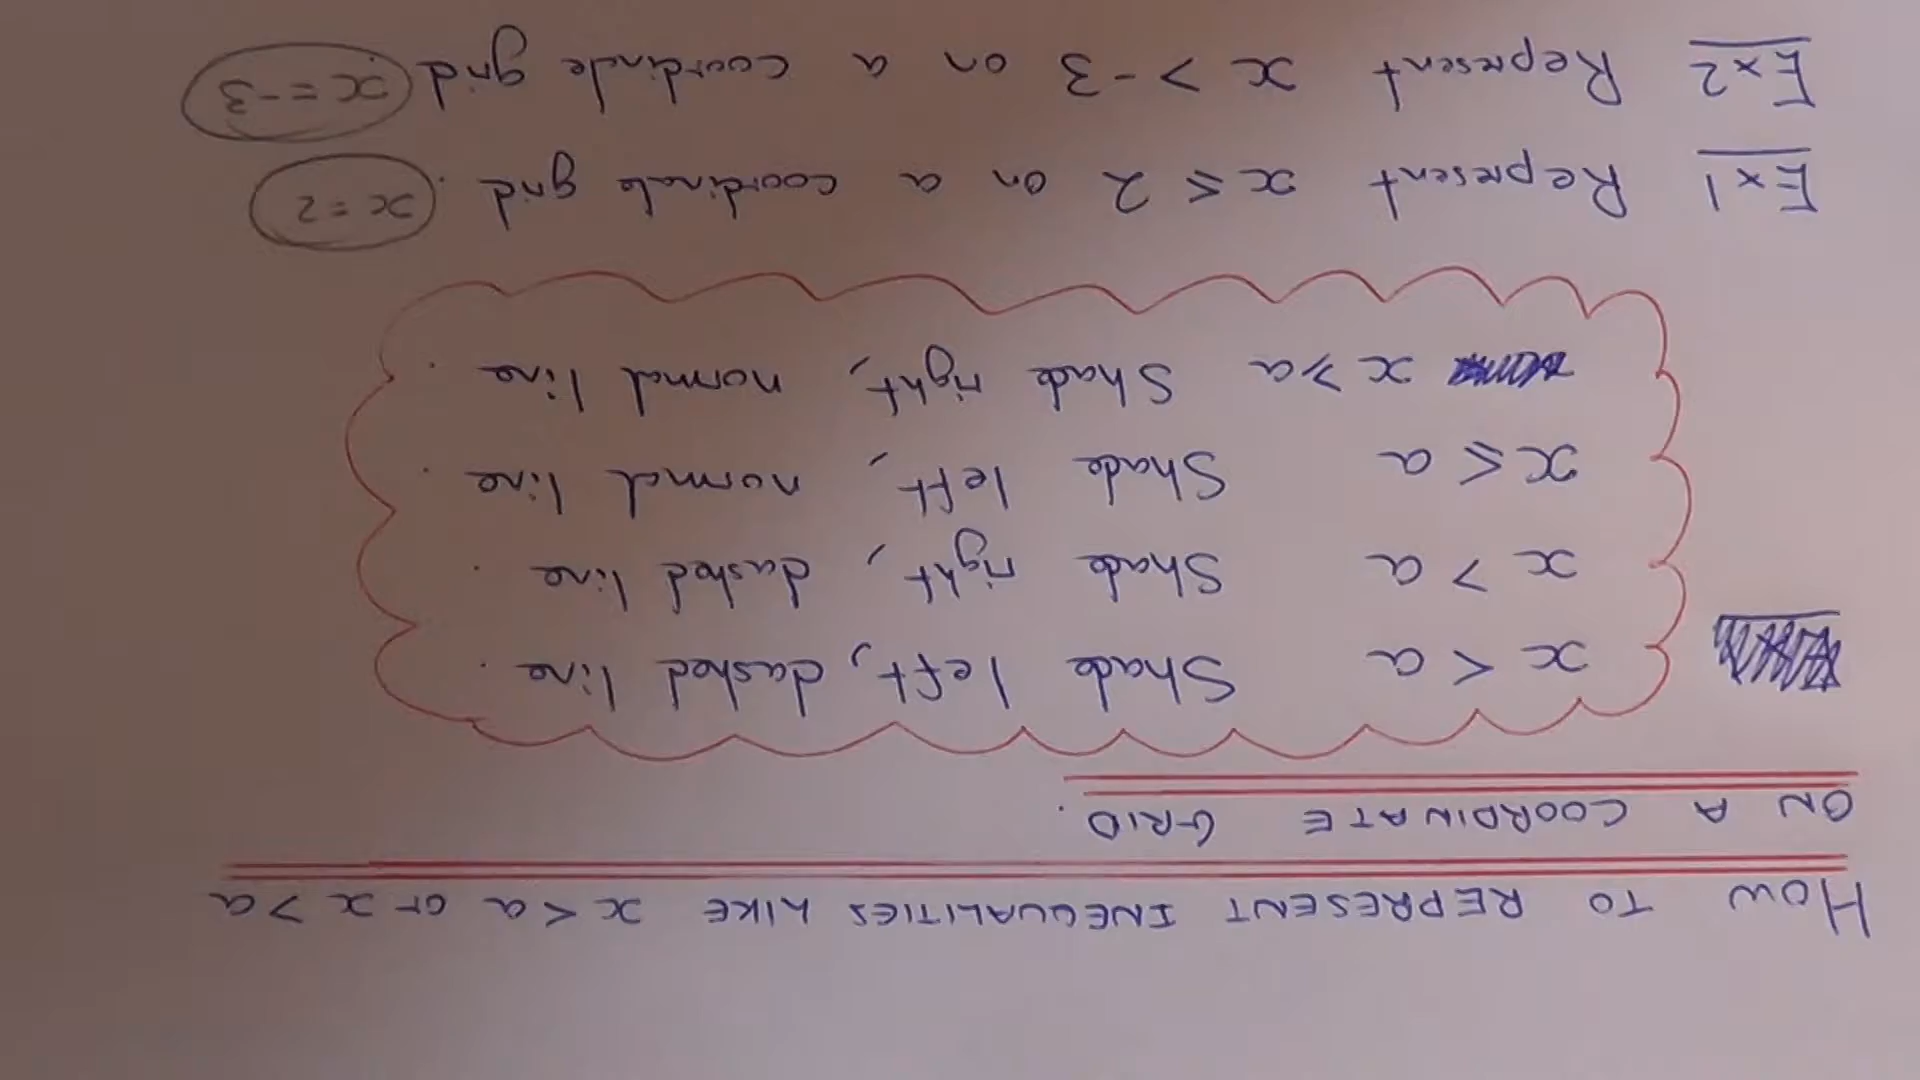 HOW TO REPRESENT INEQUALITIES LIKE x < a or x > a
ON A COORDINATE GRID.
x < a Shade left, dashed line.
x > a Shade right, dashed line.
x ≤ a Shade left, normal line.
x ≥ a Shade right, normal line.
Ex1 Represent x ≤ 2 on a coordinate grid. x = 2
Ex2 Represent x > -3 on a coordinate grid x = -3